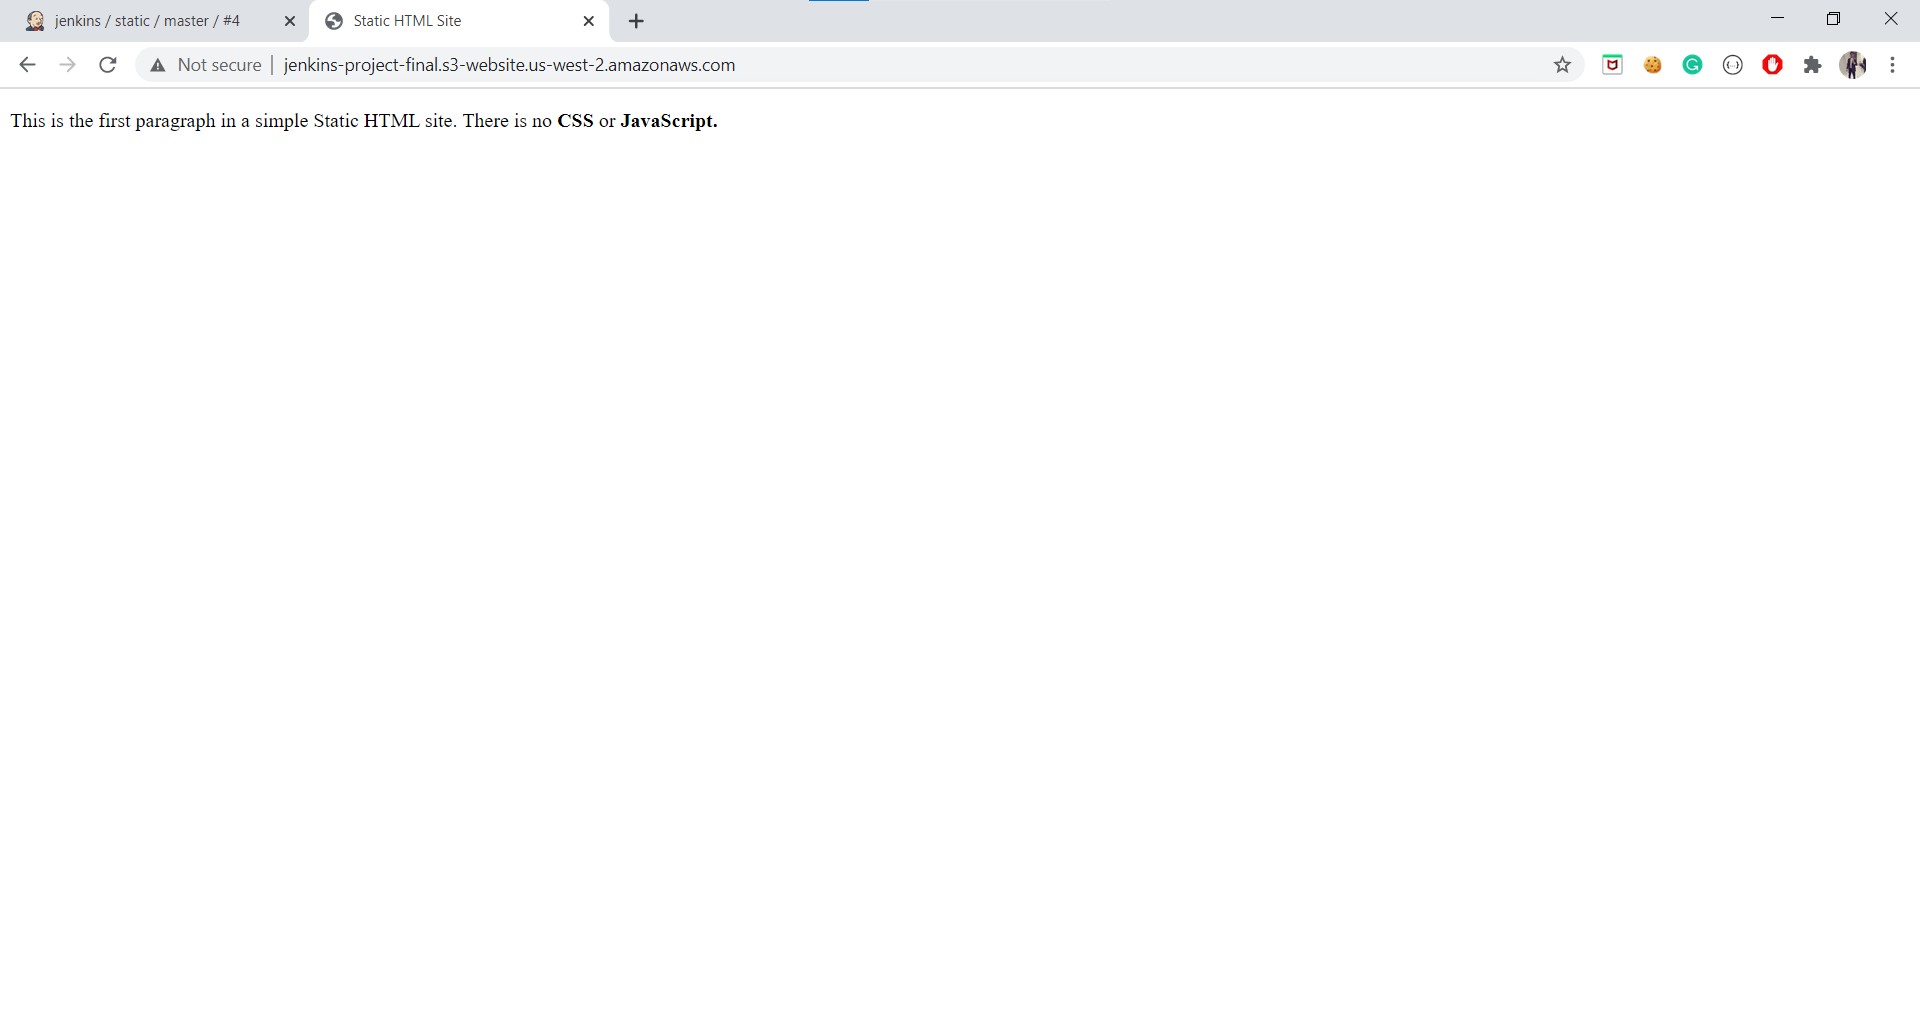 jenkins / static / master / #4
Static HTML Site
Not secure
jenkins-project-final.s3-website.us-west-2.amazonaws.com
This is the first paragraph in a simple Static HTML site. There is no CSS or JavaScript.